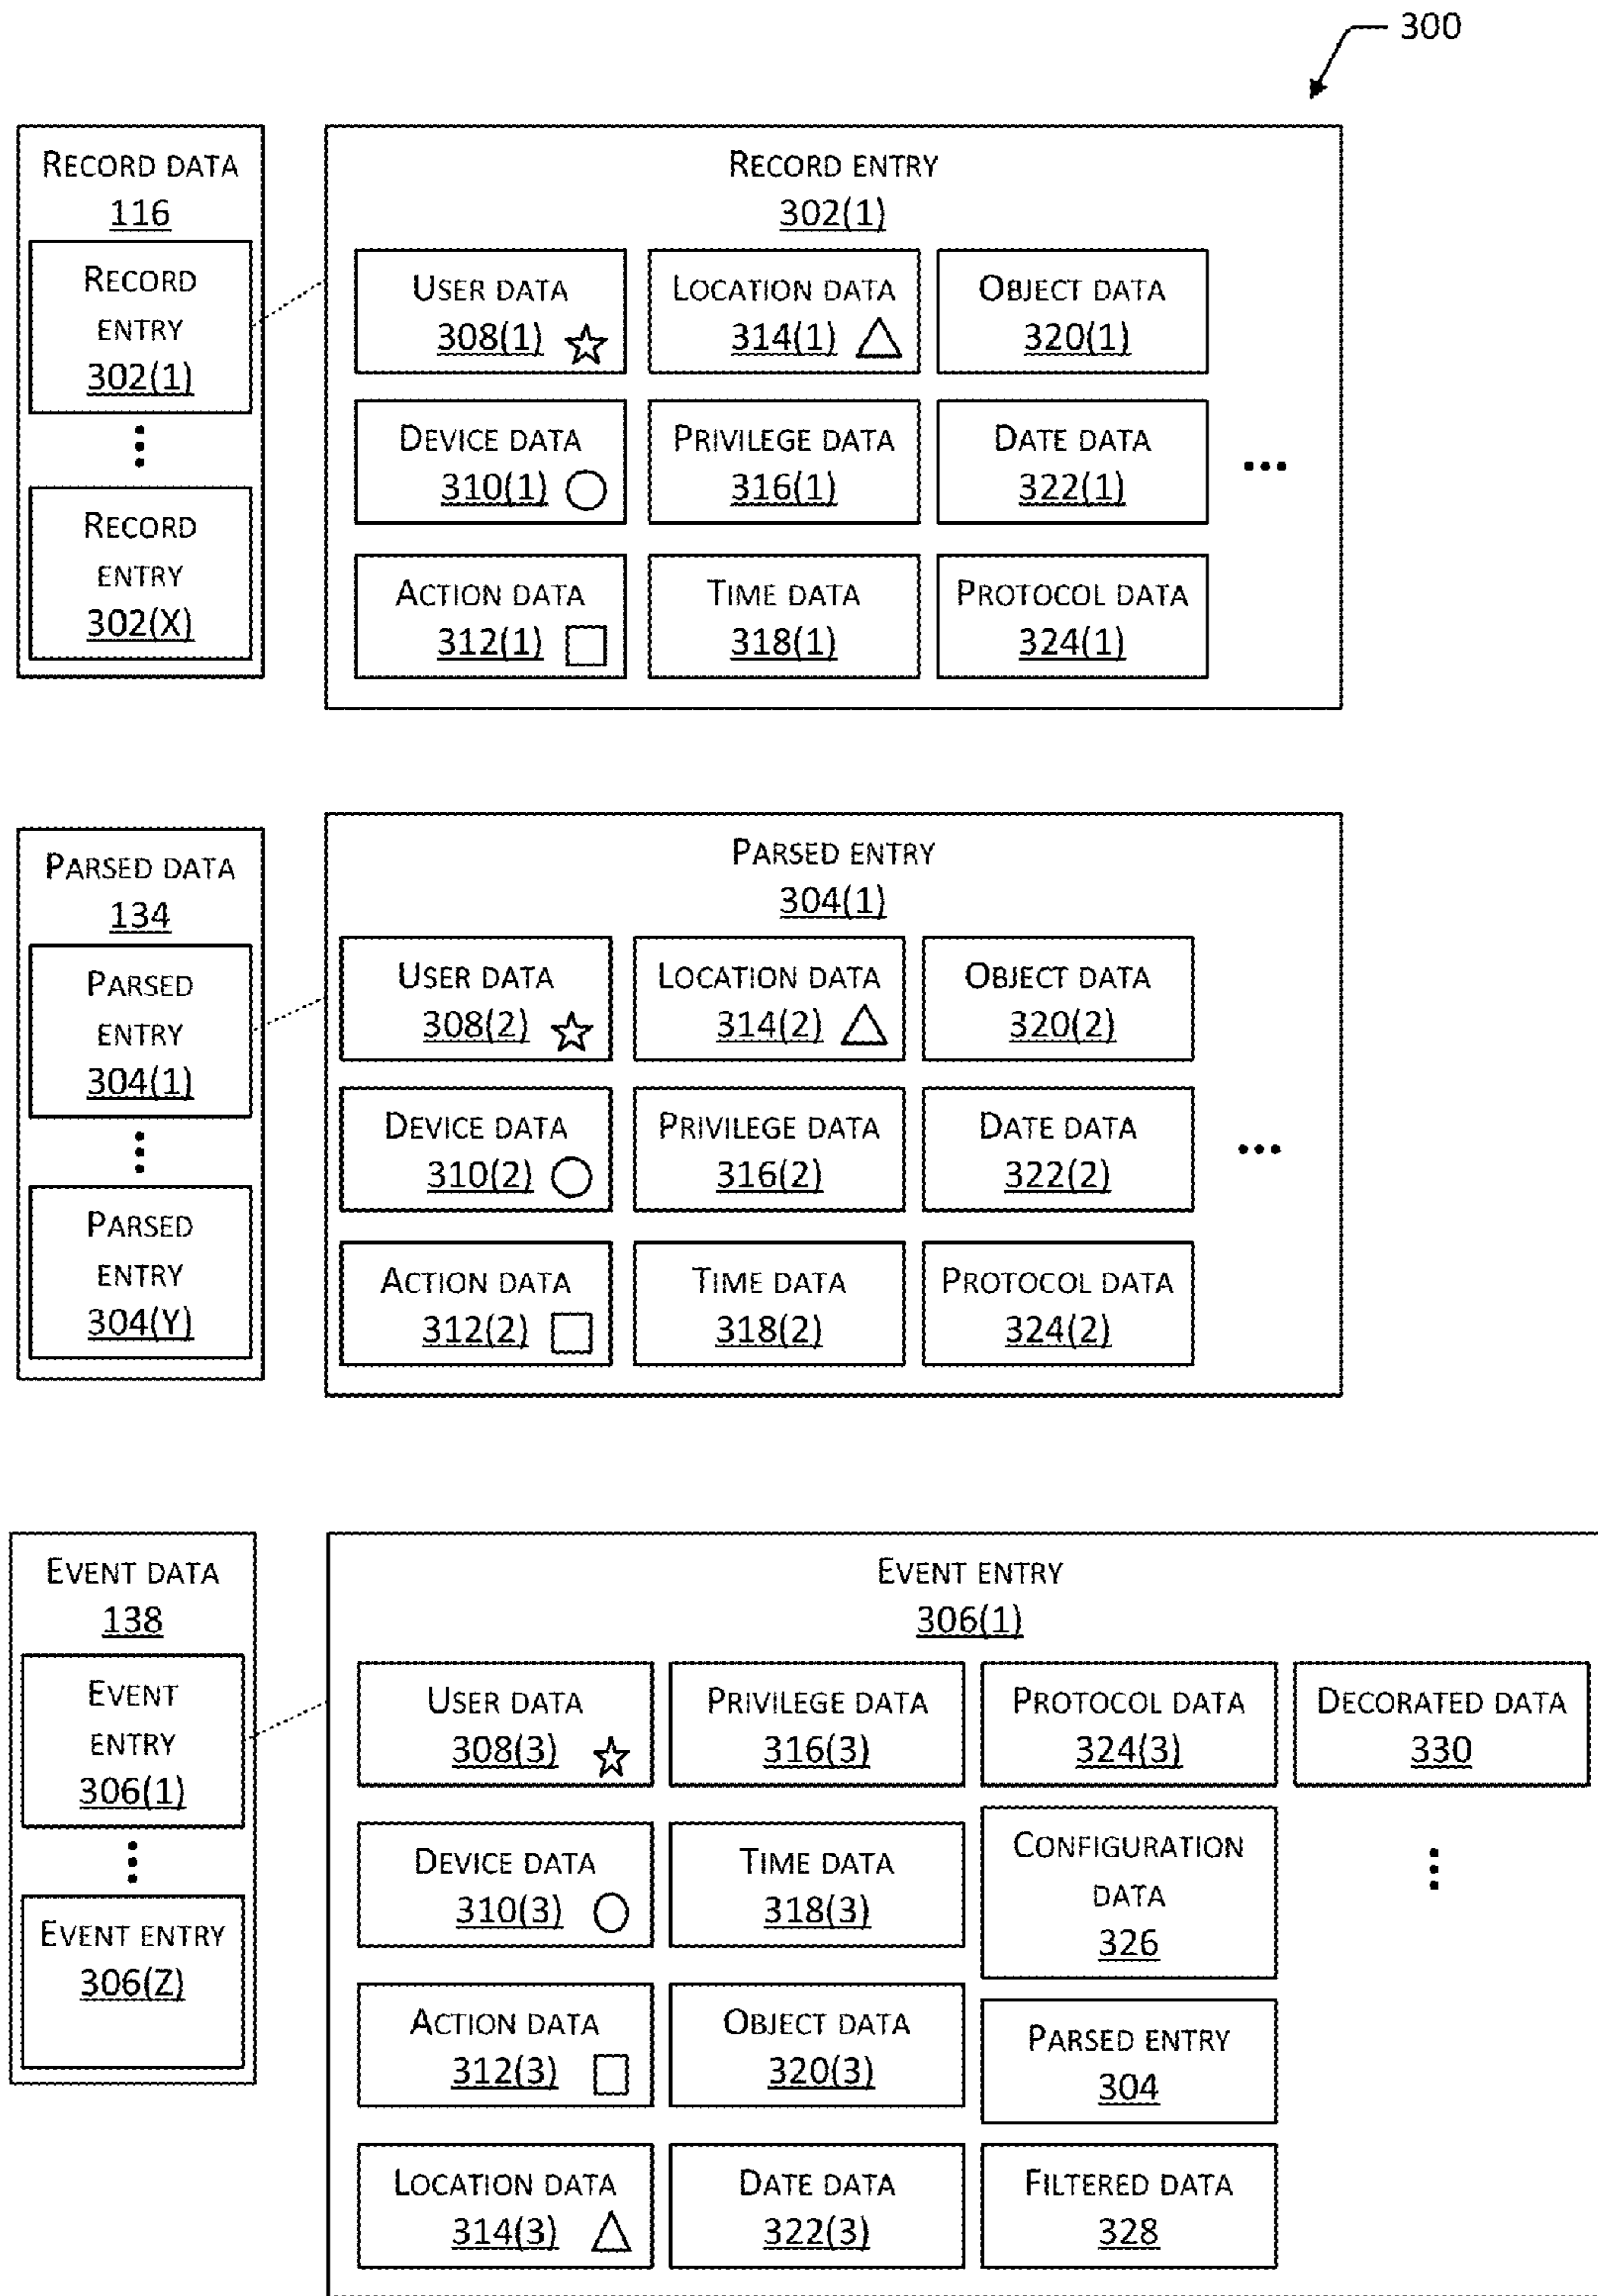 300
RECORD DATA
116
RECORD
ENTRY
302(1)
RECORD
ENTRY
302(X)
RECORD ENTRY
302(1)
USER DATA
308(1)
LOCATION DATA
314(1)
OBJECT DATA
320(1)
DEVICE DATA
310(1)
PRIVILEGE DATA
316(1)
DATE DATA
322(1)
ACTION DATA
312(1)
TIME DATA
318(1)
PROTOCOL DATA
324(1)
PARSED DATA
134
PARSED
ENTRY
304(1)
PARSED
ENTRY
304(Y)
PARSED ENTRY
304(1)
USER DATA
308(2)
LOCATION DATA
314(2)
OBJECT DATA
320(2)
DEVICE DATA
310(2)
PRIVILEGE DATA
316(2)
DATE DATA
322(2)
ACTION DATA
312(2)
TIME DATA
318(2)
PROTOCOL DATA
324(2)
EVENT DATA
138
EVENT
ENTRY
306(1)
EVENT ENTRY
306(Z)
EVENT ENTRY
306(1)
USER DATA
308(3)
PRIVILEGE DATA
316(3)
PROTOCOL DATA
324(3)
DECORATED DATA
330
DEVICE DATA
310(3)
TIME DATA
318(3)
CONFIGURATION
DATA
326
ACTION DATA
312(3)
OBJECT DATA
320(3)
PARSED ENTRY
304
LOCATION DATA
314(3)
DATE DATA
322(3)
FILTERED DATA
328